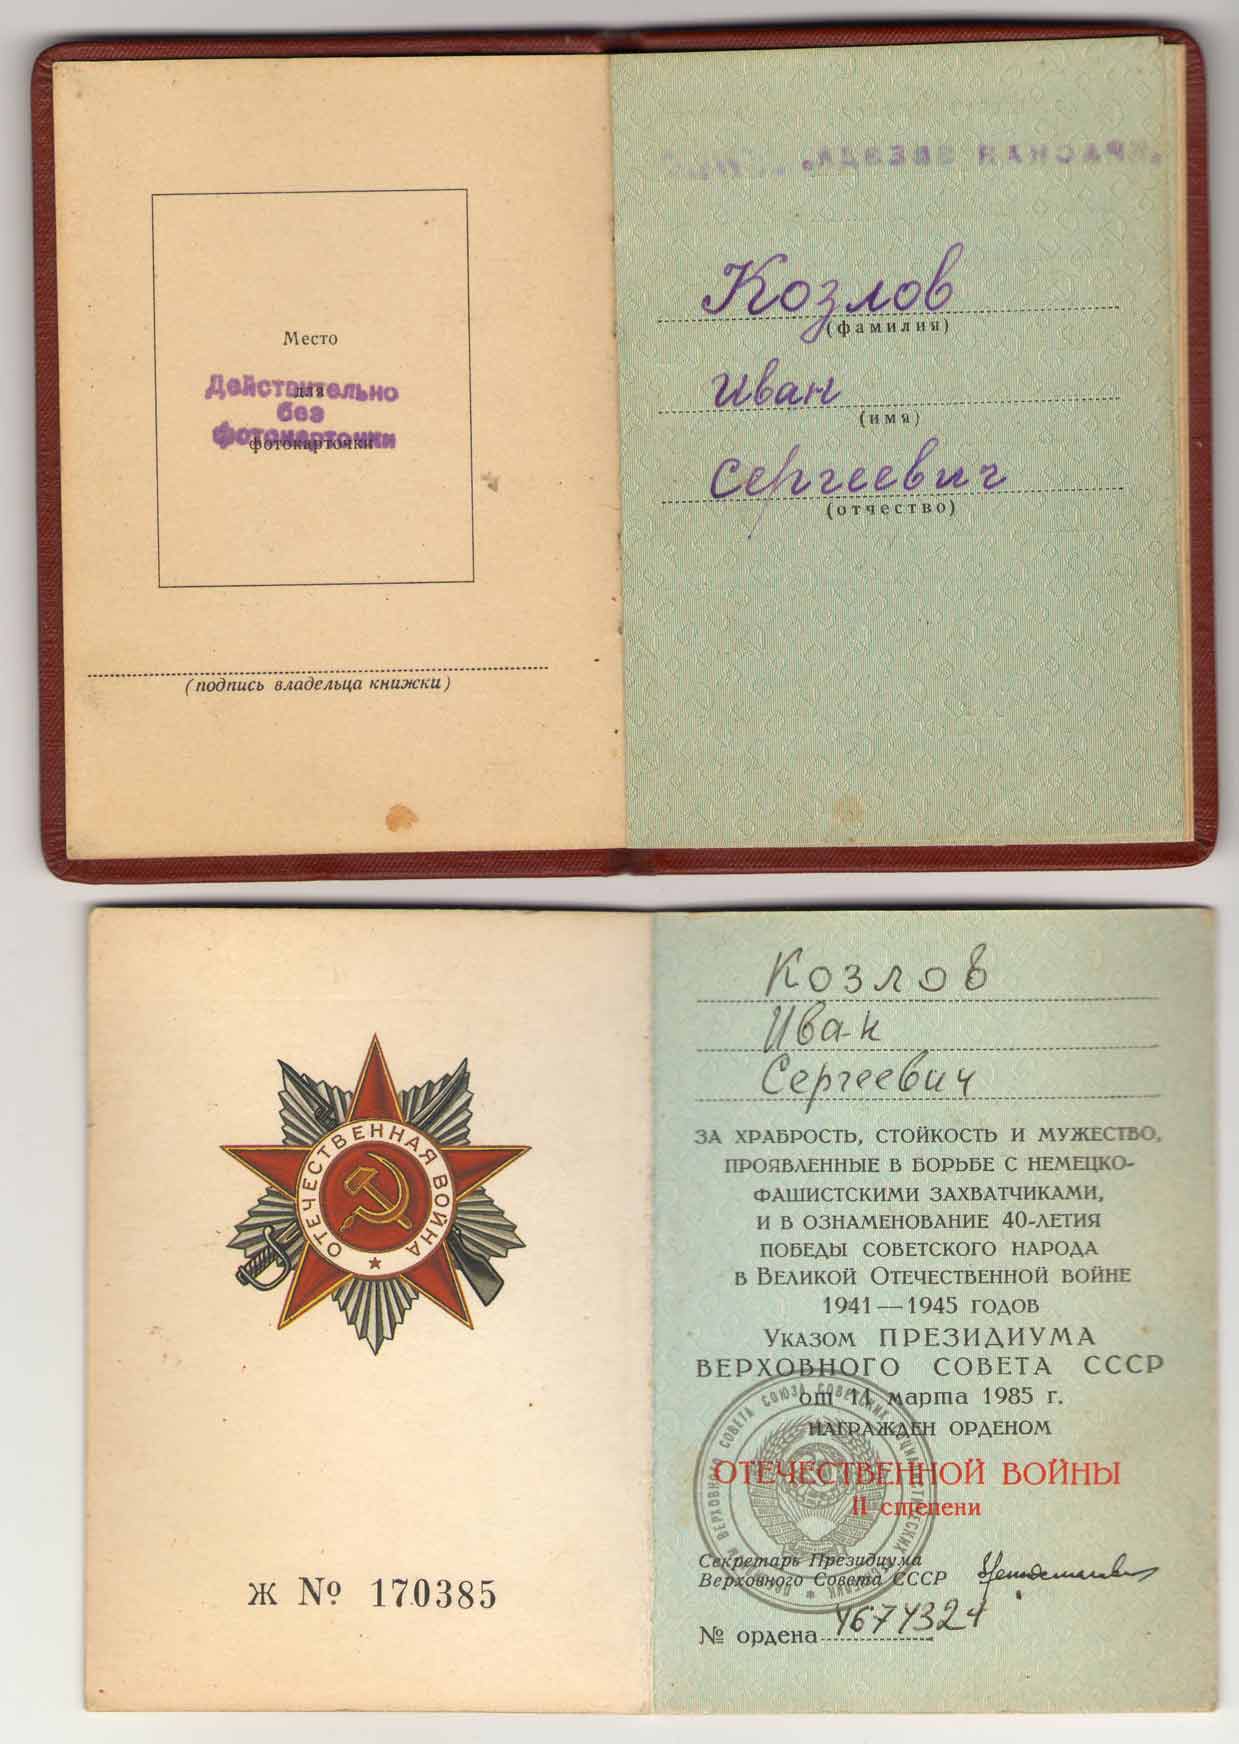 Место
для
фотокарточки
Действительно
без
фотокарточки
(подпись владельца книжки)
КРАСНАЯ ЗВЕЗДА
Козлов
(фамилия)
Иван
(имя)
Сергеевич
(отчество)
ОТЕЧЕСТВЕННАЯ ВОЙНА
Ж № 170385
Козлов
Иван
Сергеевич
ЗА ХРАБРОСТЬ, СТОЙКОСТЬ И МУЖЕСТВО,
ПРОЯВЛЕННЫЕ В БОРЬБЕ С НЕМЕЦКО-
ФАШИСТСКИМИ ЗАХВАТЧИКАМИ,
И В ОЗНАМЕНОВАНИЕ 40-ЛЕТИЯ
ПОБЕДЫ СОВЕТСКОГО НАРОДА
В ВЕЛИКОЙ ОТЕЧЕСТВЕННОЙ ВОЙНЕ
1941—1945 ГОДОВ
УКАЗОМ ПРЕЗИДИУМА
ВЕРХОВНОГО СОВЕТА СССР
от 11 марта 1985 г.
НАГРАЖДЕН ОРДЕНОМ
ОТЕЧЕСТВЕННОЙ ВОЙНЫ
II степени
Секретарь Президиума
Верховного Совета СССР
№ ордена 4674324